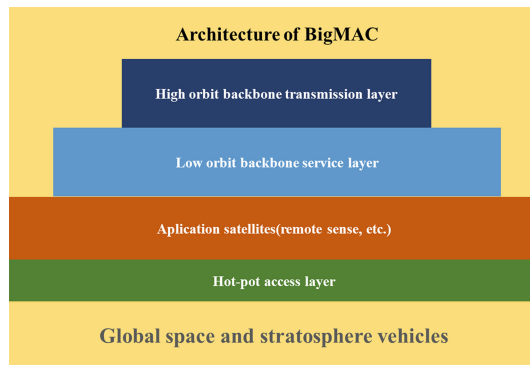 Architecture of BigMAC
High orbit backbone transmission layer
Low orbit backbone service layer
Aplication satellites(remote sense, etc.)
Hot-pot access layer
Global space and stratosphere vehicles